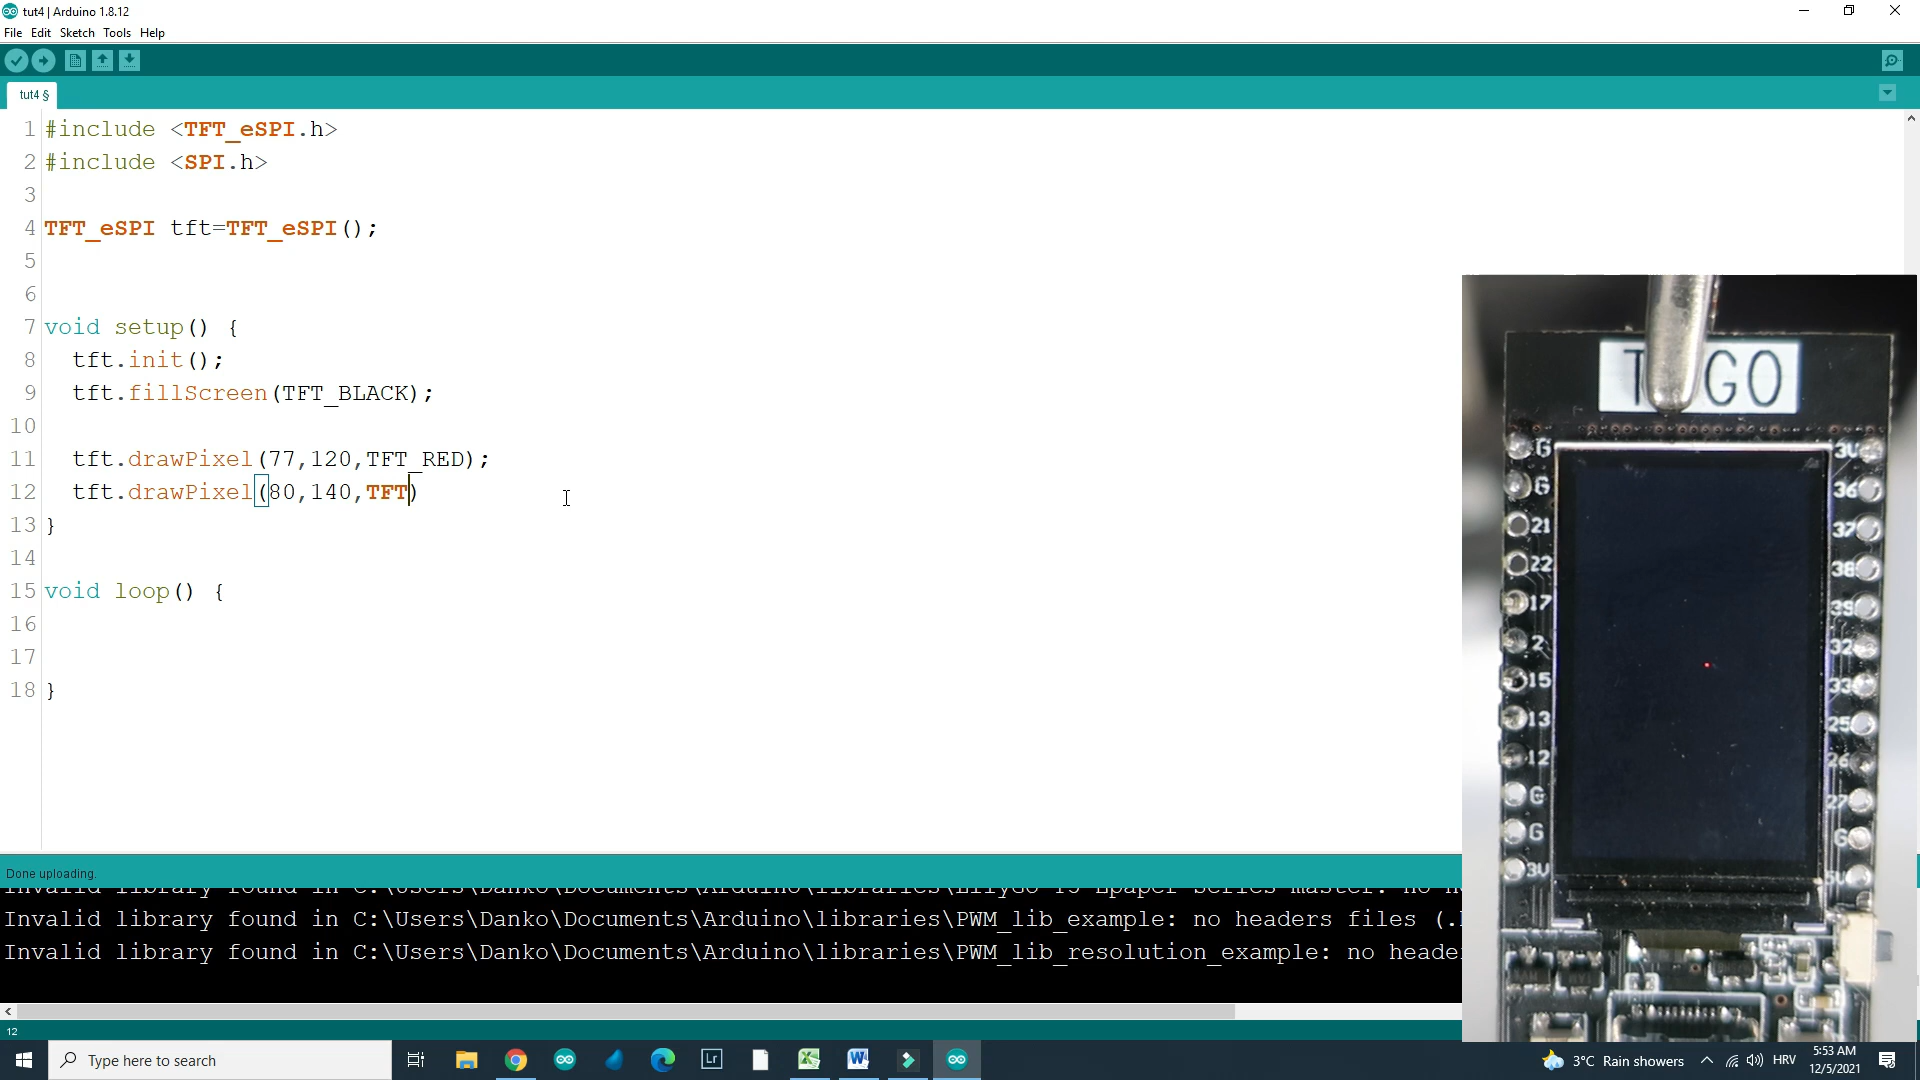 tut4 | Arduino 1.8.12
File Edit Sketch Tools Help
tut4 §
1 #include <TFT_eSPI.h>
2 #include <SPI.h>
3
4 TFT_eSPI tft=TFT_eSPI();
5
6
7 void setup() {
8 tft.init();
9 tft.fillScreen(TFT_BLACK);
10
11 tft.drawPixel(77,120,TFT_RED);
12 tft.drawPixel(80,140,TFT)
13 }
14
15 void loop() {
16
17
18 }
Done uploading.
Invalid library found in C:\Users\Danko\Documents\Arduino\libraries\PWM_lib_example: no headers files (.
Invalid library found in C:\Users\Danko\Documents\Arduino\libraries\PWM_lib_resolution_example: no heade
12
GO
G 3V
G 36
21 37
22 38
17 39
2 32
15 33
13 25
12 26
G 27
G G
3V 5V
Type here to search
Lr
3°C Rain showers
HRV
5:53 AM
12/5/2021